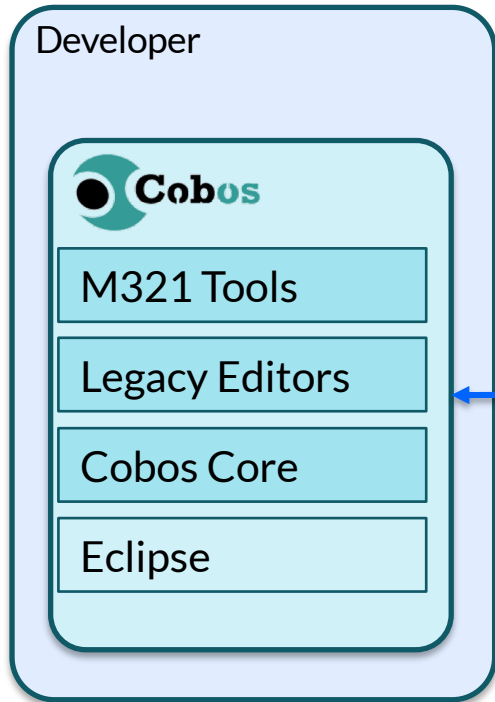 Developer
Cobos
M321 Tools
Legacy Editors
Cobos Core
Eclipse